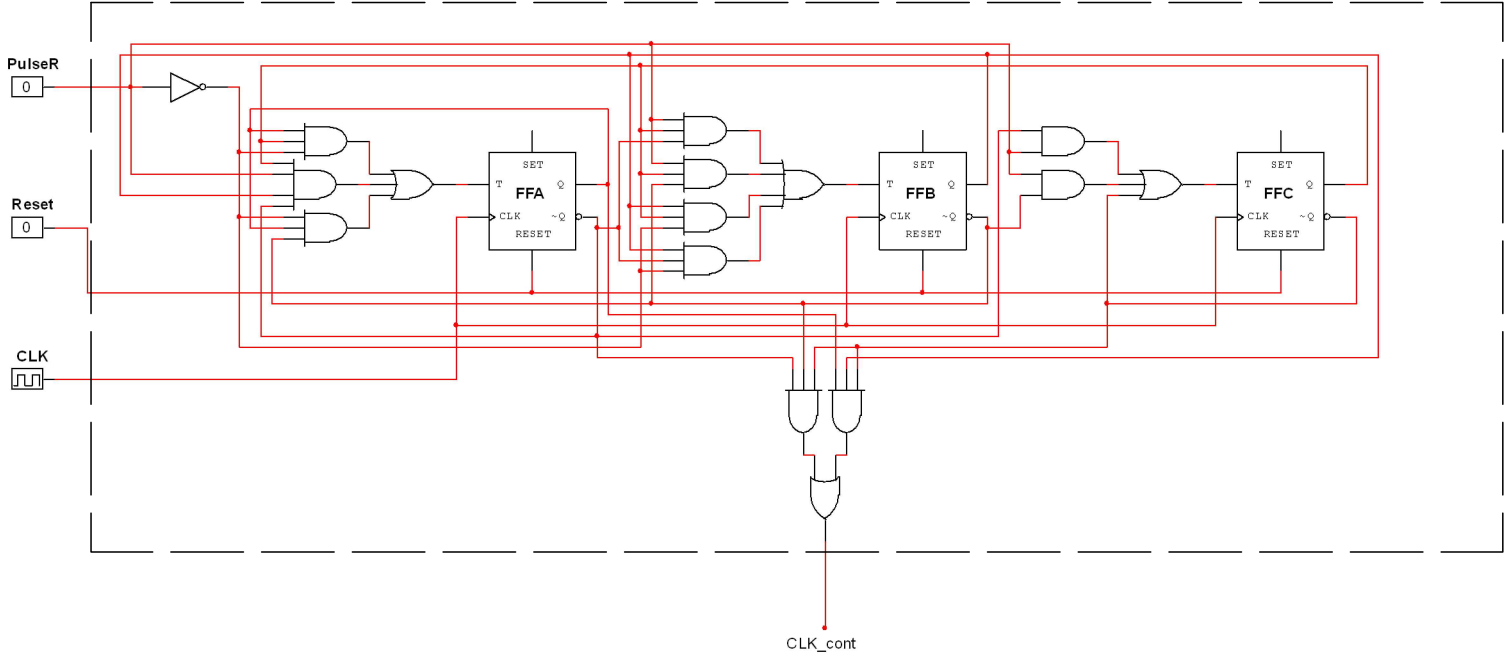 PulseR
0
Reset
0
CLK
SET
T
FFA
Q
CLK
~Q
RESET
SET
T
FFB
Q
CLK
~Q
RESET
SET
T
FFC
Q
CLK
~Q
RESET
CLK_cont